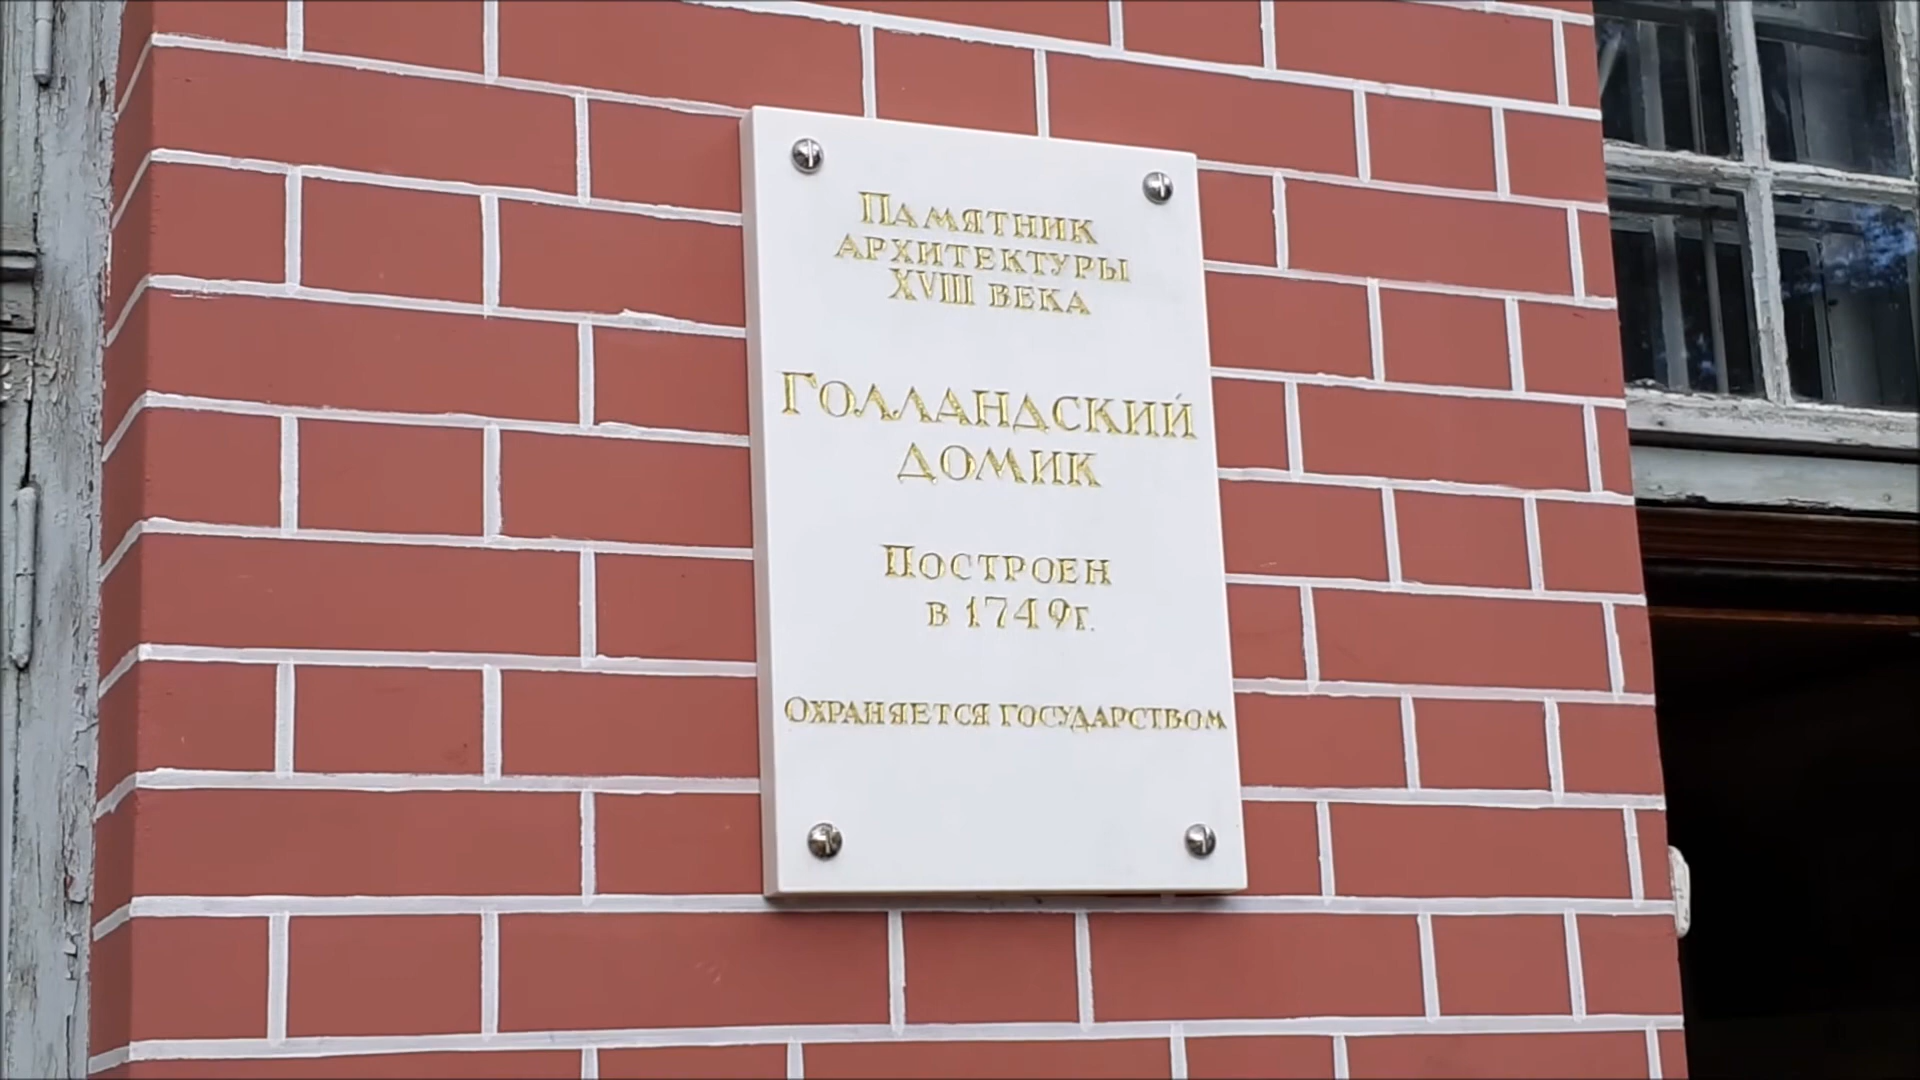 Памятник
архитектуры
XVIII века
Голландский
домик
Построен
в 1749г.
Охраняется государством